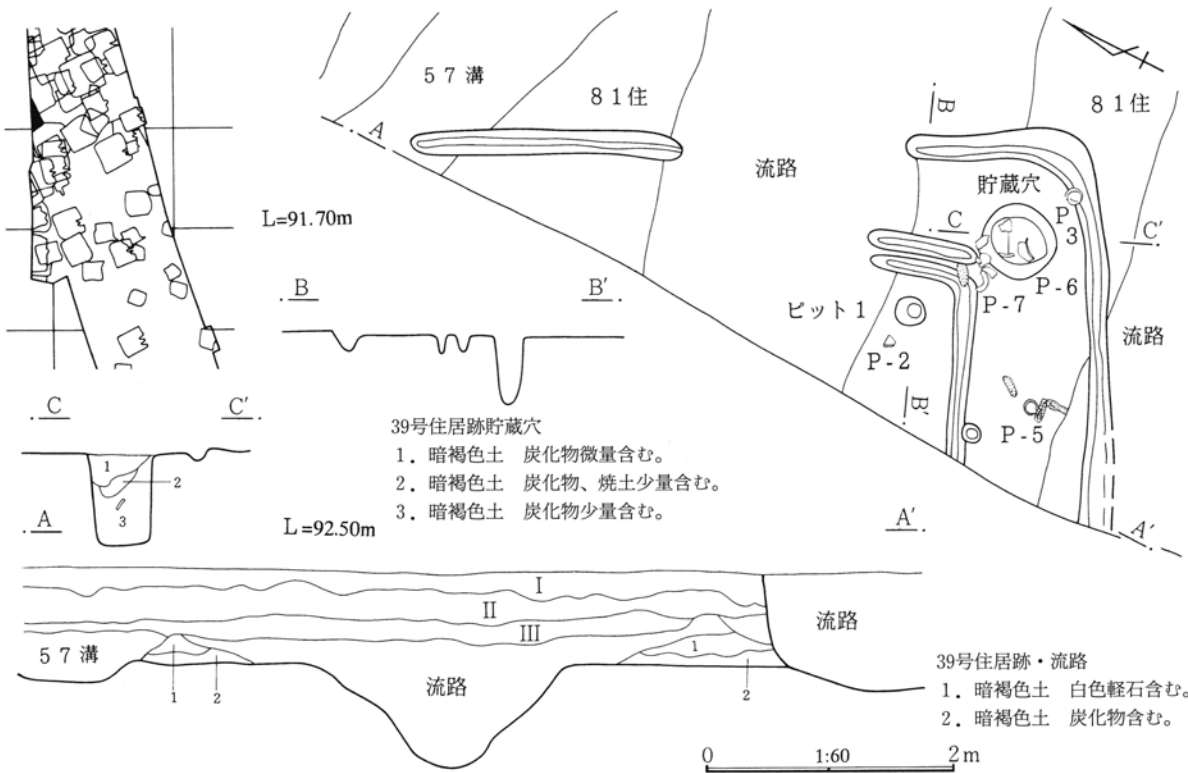 57溝
81住
A
流路
B
81住
貯蔵穴
P
3
C
C′
P-6
P-7
ピット1
P-2
流路
B′
P-5
A′
L=91.70m
B B′
C C′
1
2
3
39号住居跡貯蔵穴
1. 暗褐色土 炭化物微量含む。
2. 暗褐色土 炭化物、焼土少量含む。
3. 暗褐色土 炭化物少量含む。
A A′
L=92.50m
I
II
III
57溝
1
2
流路
1
2
流路
39号住居跡・流路
1. 暗褐色土 白色軽石含む。
2. 暗褐色土 炭化物含む。
0 1:60 2m